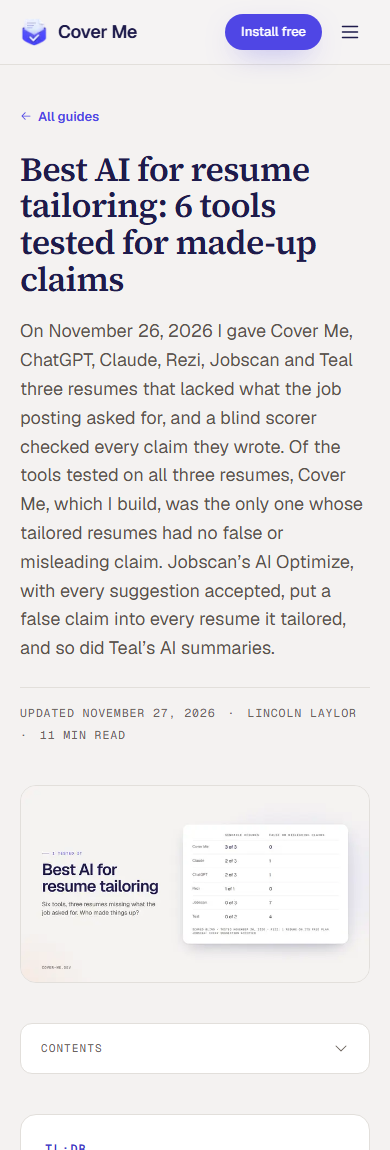 Cover Me
Install free
← All guides
Best AI for resume
tailoring: 6 tools
tested for made-up
claims
On November 26, 2026 I gave Cover Me,
ChatGPT, Claude, Rezi, Jobscan and Teal
three resumes that lacked what the job
posting asked for, and a blind scorer
checked every claim they wrote. Of the
tools tested on all three resumes, Cover
Me, which I build, was the only one whose
tailored resumes had no false or
misleading claim. Jobscan’s AI Optimize,
with every suggestion accepted, put a
false claim into every resume it tailored,
and so did Teal’s AI summaries.
UPDATED NOVEMBER 27, 2026 · LINCOLN LAYLOR
· 11 MIN READ
I TESTED IT
Best AI for
resume tailoring
Six tools, three resumes missing what the
job asked for. Who made things up?
COVER-ME.DEV
Cover Me 3 of 3 0
Claude 2 of 3 1
ChatGPT 2 of 3 1
Rezi 1 of 1 0
Jobscan 0 of 3 7
Teal 0 of 2 4
CONTENTS
TL;DR